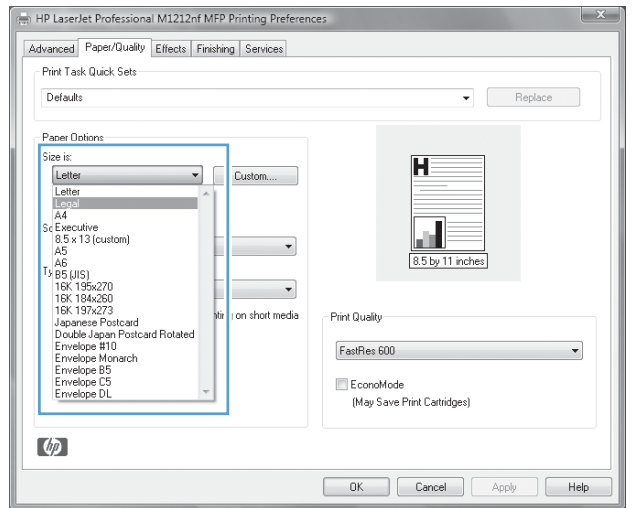 HP LaserJet Professional M1212nf MFP Printing Preferences
Advanced Paper/Quality Effects Finishing Services
Print Task Quick Sets
Defaults
Replace
Paper Options
Size is:
Letter
Custom....
Letter
Legal
A4
Executive
8.5 x 13 (custom)
A5
A6
B5 (JIS)
16K 195x270
16K 184x260
16K 197x273
Japanese Postcard
Double Japan Postcard Rotated
Envelope #10
Envelope Monarch
Envelope B5
Envelope C5
Envelope DL
on short media
H
8.5 by 11 inches
Print Quality
FastRes 600
EconoMode
(May Save Print Cartridges)
hp
OK Cancel Apply Help